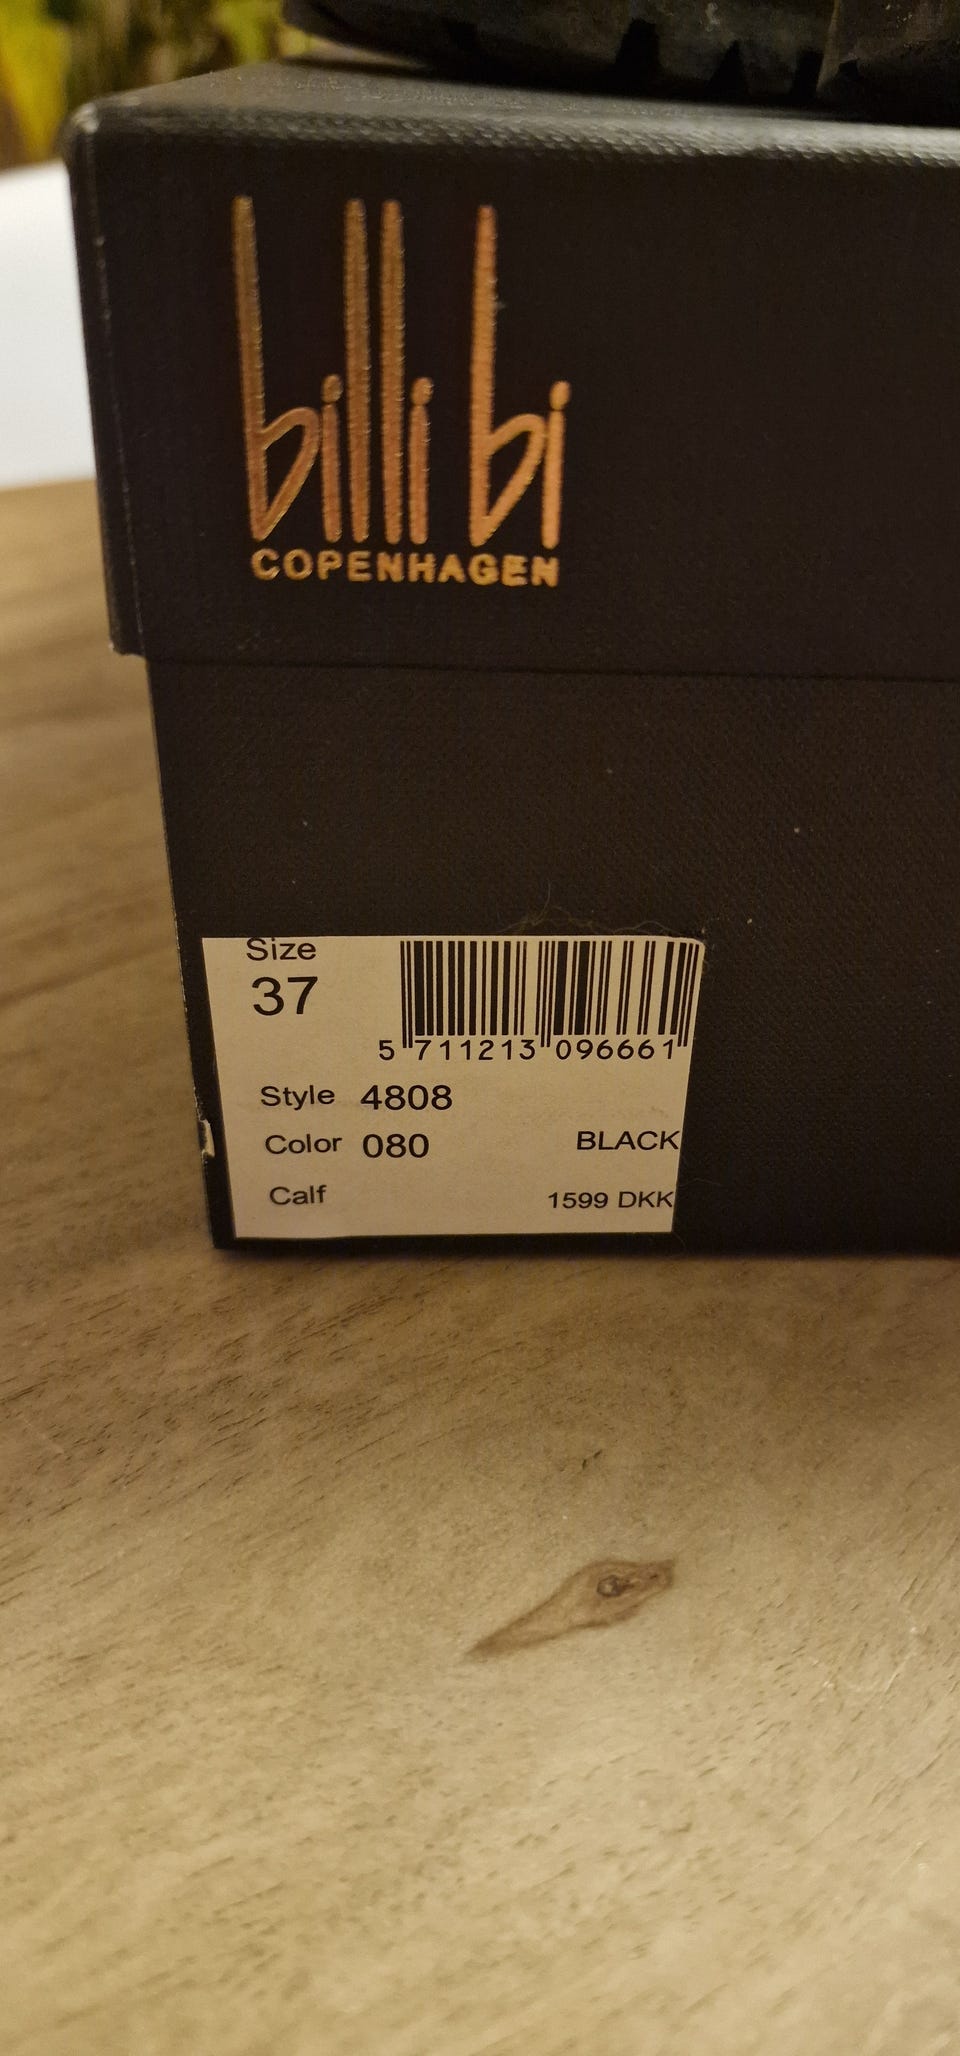 billi bi
COPENHAGEN
Size
37
5 711213 096661
Style 4808
Color 080 BLACK
Calf 1599 DKK